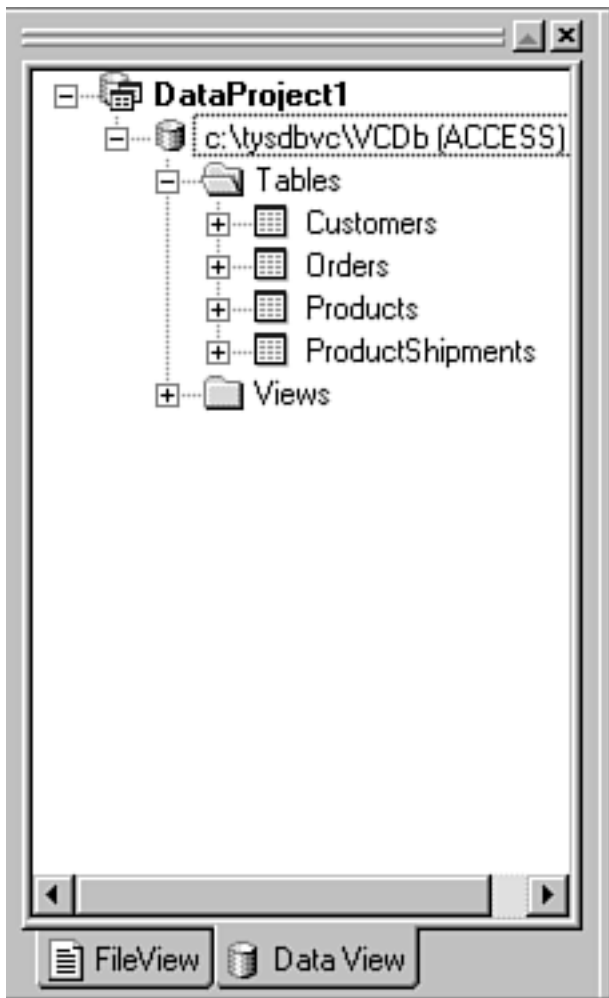 DataProject1
c:\tysdbvc\VCDb (ACCESS)
Tables
Customers
Orders
Products
ProductShipments
Views
FileView Data View